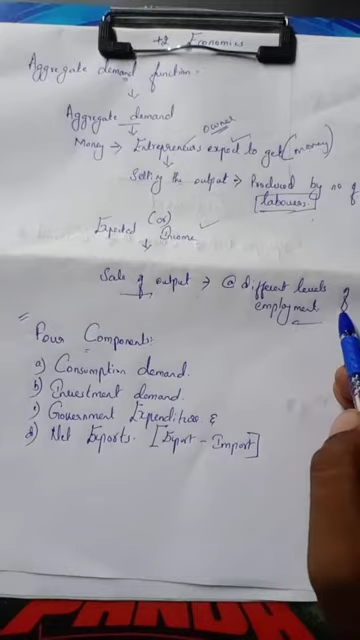 +2 Economics
Aggregate demand function:-
↓
Aggregate demand
↓
owner
Money → Entrepreneurs expect to get (money)
↓
Selling the output → Produced by no of
labours
(or)
Expected Income
↓
Sale of output → @ different levels of
employment
Four Components:
a) Consumption demand.
b) Investment demand.
c) Government Expenditure &
d) Net Exports. [Export - Import]
PANDA